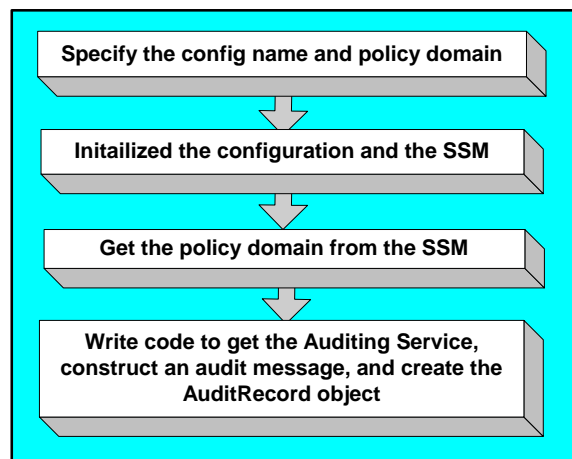 Specify the config name and policy domain
Initailized the configuration and the SSM
Get the policy domain from the SSM
Write code to get the Auditing Service,
construct an audit message, and create the
AuditRecord object